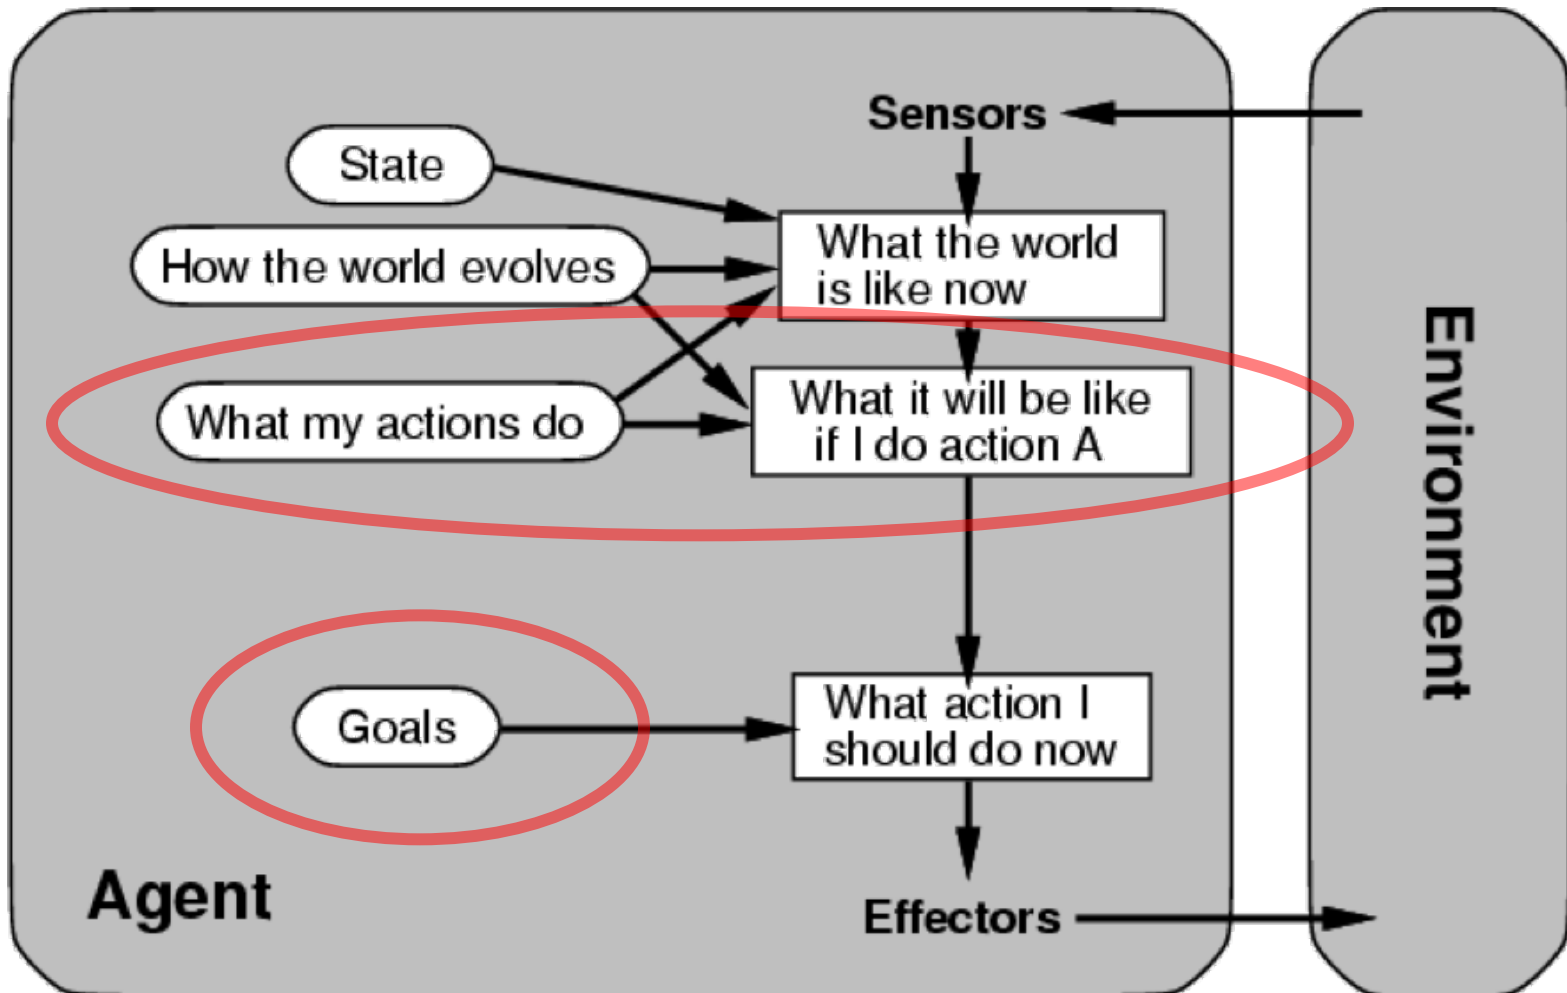 Sensors
State
What the world
is like now
How the world evolves
What my actions do
What it will be like
if I do action A
Goals
What action I
should do now
Agent
Effectors
Environment